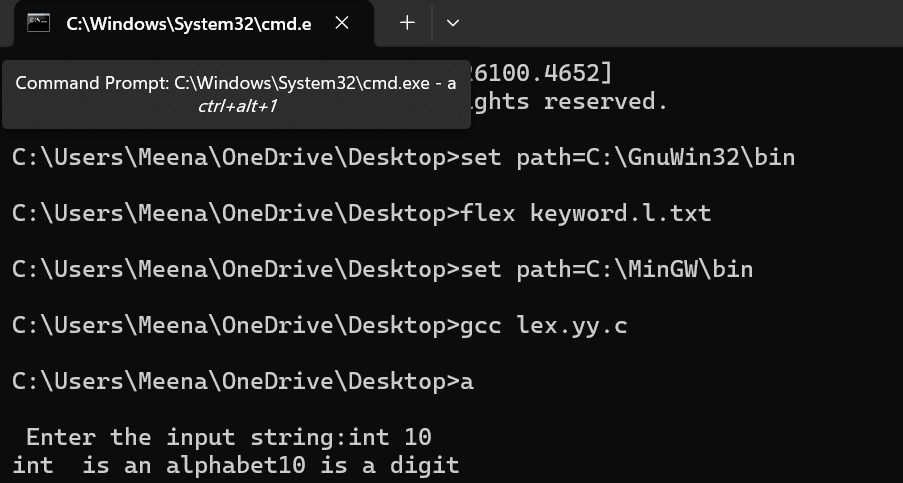 C:\Windows\System32\cmd.e
Command Prompt: C:\Windows\System32\cmd.exe - a
ctrl+alt+1
26100.4652]
ghts reserved.
C:\Users\Meena\OneDrive\Desktop>set path=C:\GnuWin32\bin
C:\Users\Meena\OneDrive\Desktop>flex keyword.l.txt
C:\Users\Meena\OneDrive\Desktop>set path=C:\MinGW\bin
C:\Users\Meena\OneDrive\Desktop>gcc lex.yy.c
C:\Users\Meena\OneDrive\Desktop>a
Enter the input string:int 10
int  is an alphabet10 is a digit